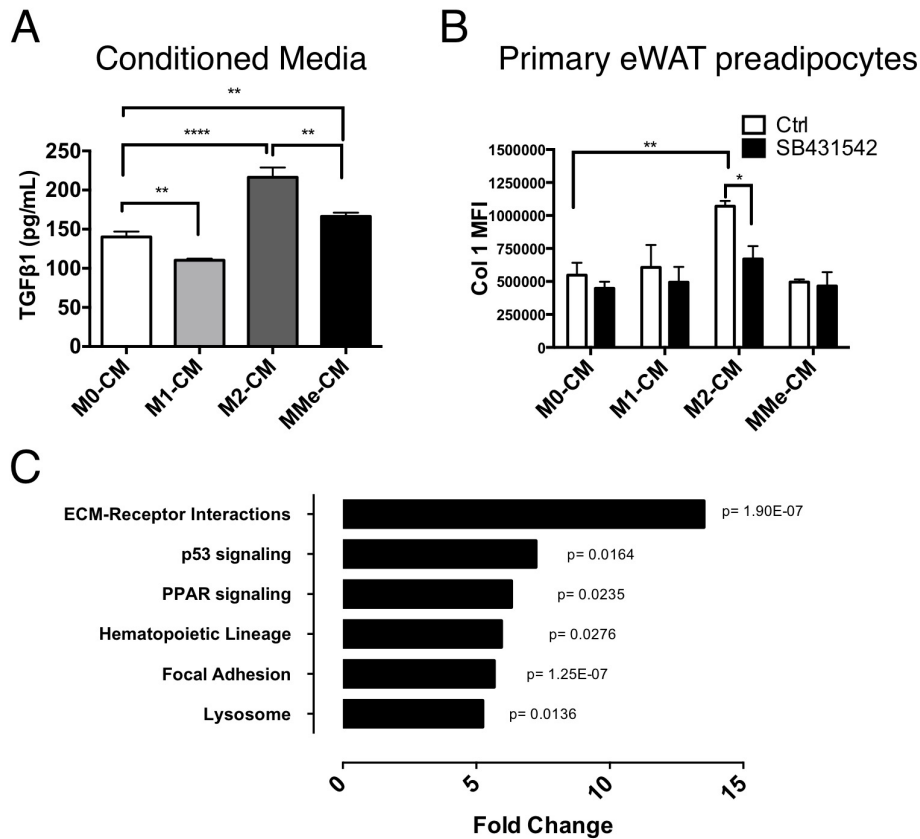 A
Conditioned Media
**
****
**
**
TGFβ1 (pg/mL)
250
200
150
100
50
0
M0-CM
M1-CM
M2-CM
MMe-CM
B
Primary eWAT preadipocytes
Ctrl
SB431542
**
*
Col 1 MFI
1500000
1250000
1000000
750000
500000
250000
0
M0-CM
M1-CM
M2-CM
MMe-CM
C
ECM-Receptor Interactions
p= 1.90E-07
p53 signaling
p= 0.0164
PPAR signaling
p= 0.0235
Hematopoietic Lineage
p= 0.0276
Focal Adhesion
p= 1.25E-07
Lysosome
p= 0.0136
0
5
10
15
Fold Change